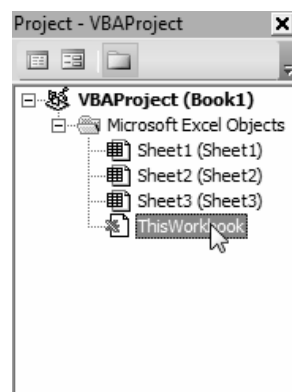 Project - VBAProject
VBAProject (Book1)
Microsoft Excel Objects
Sheet1 (Sheet1)
Sheet2 (Sheet2)
Sheet3 (Sheet3)
ThisWorkbook